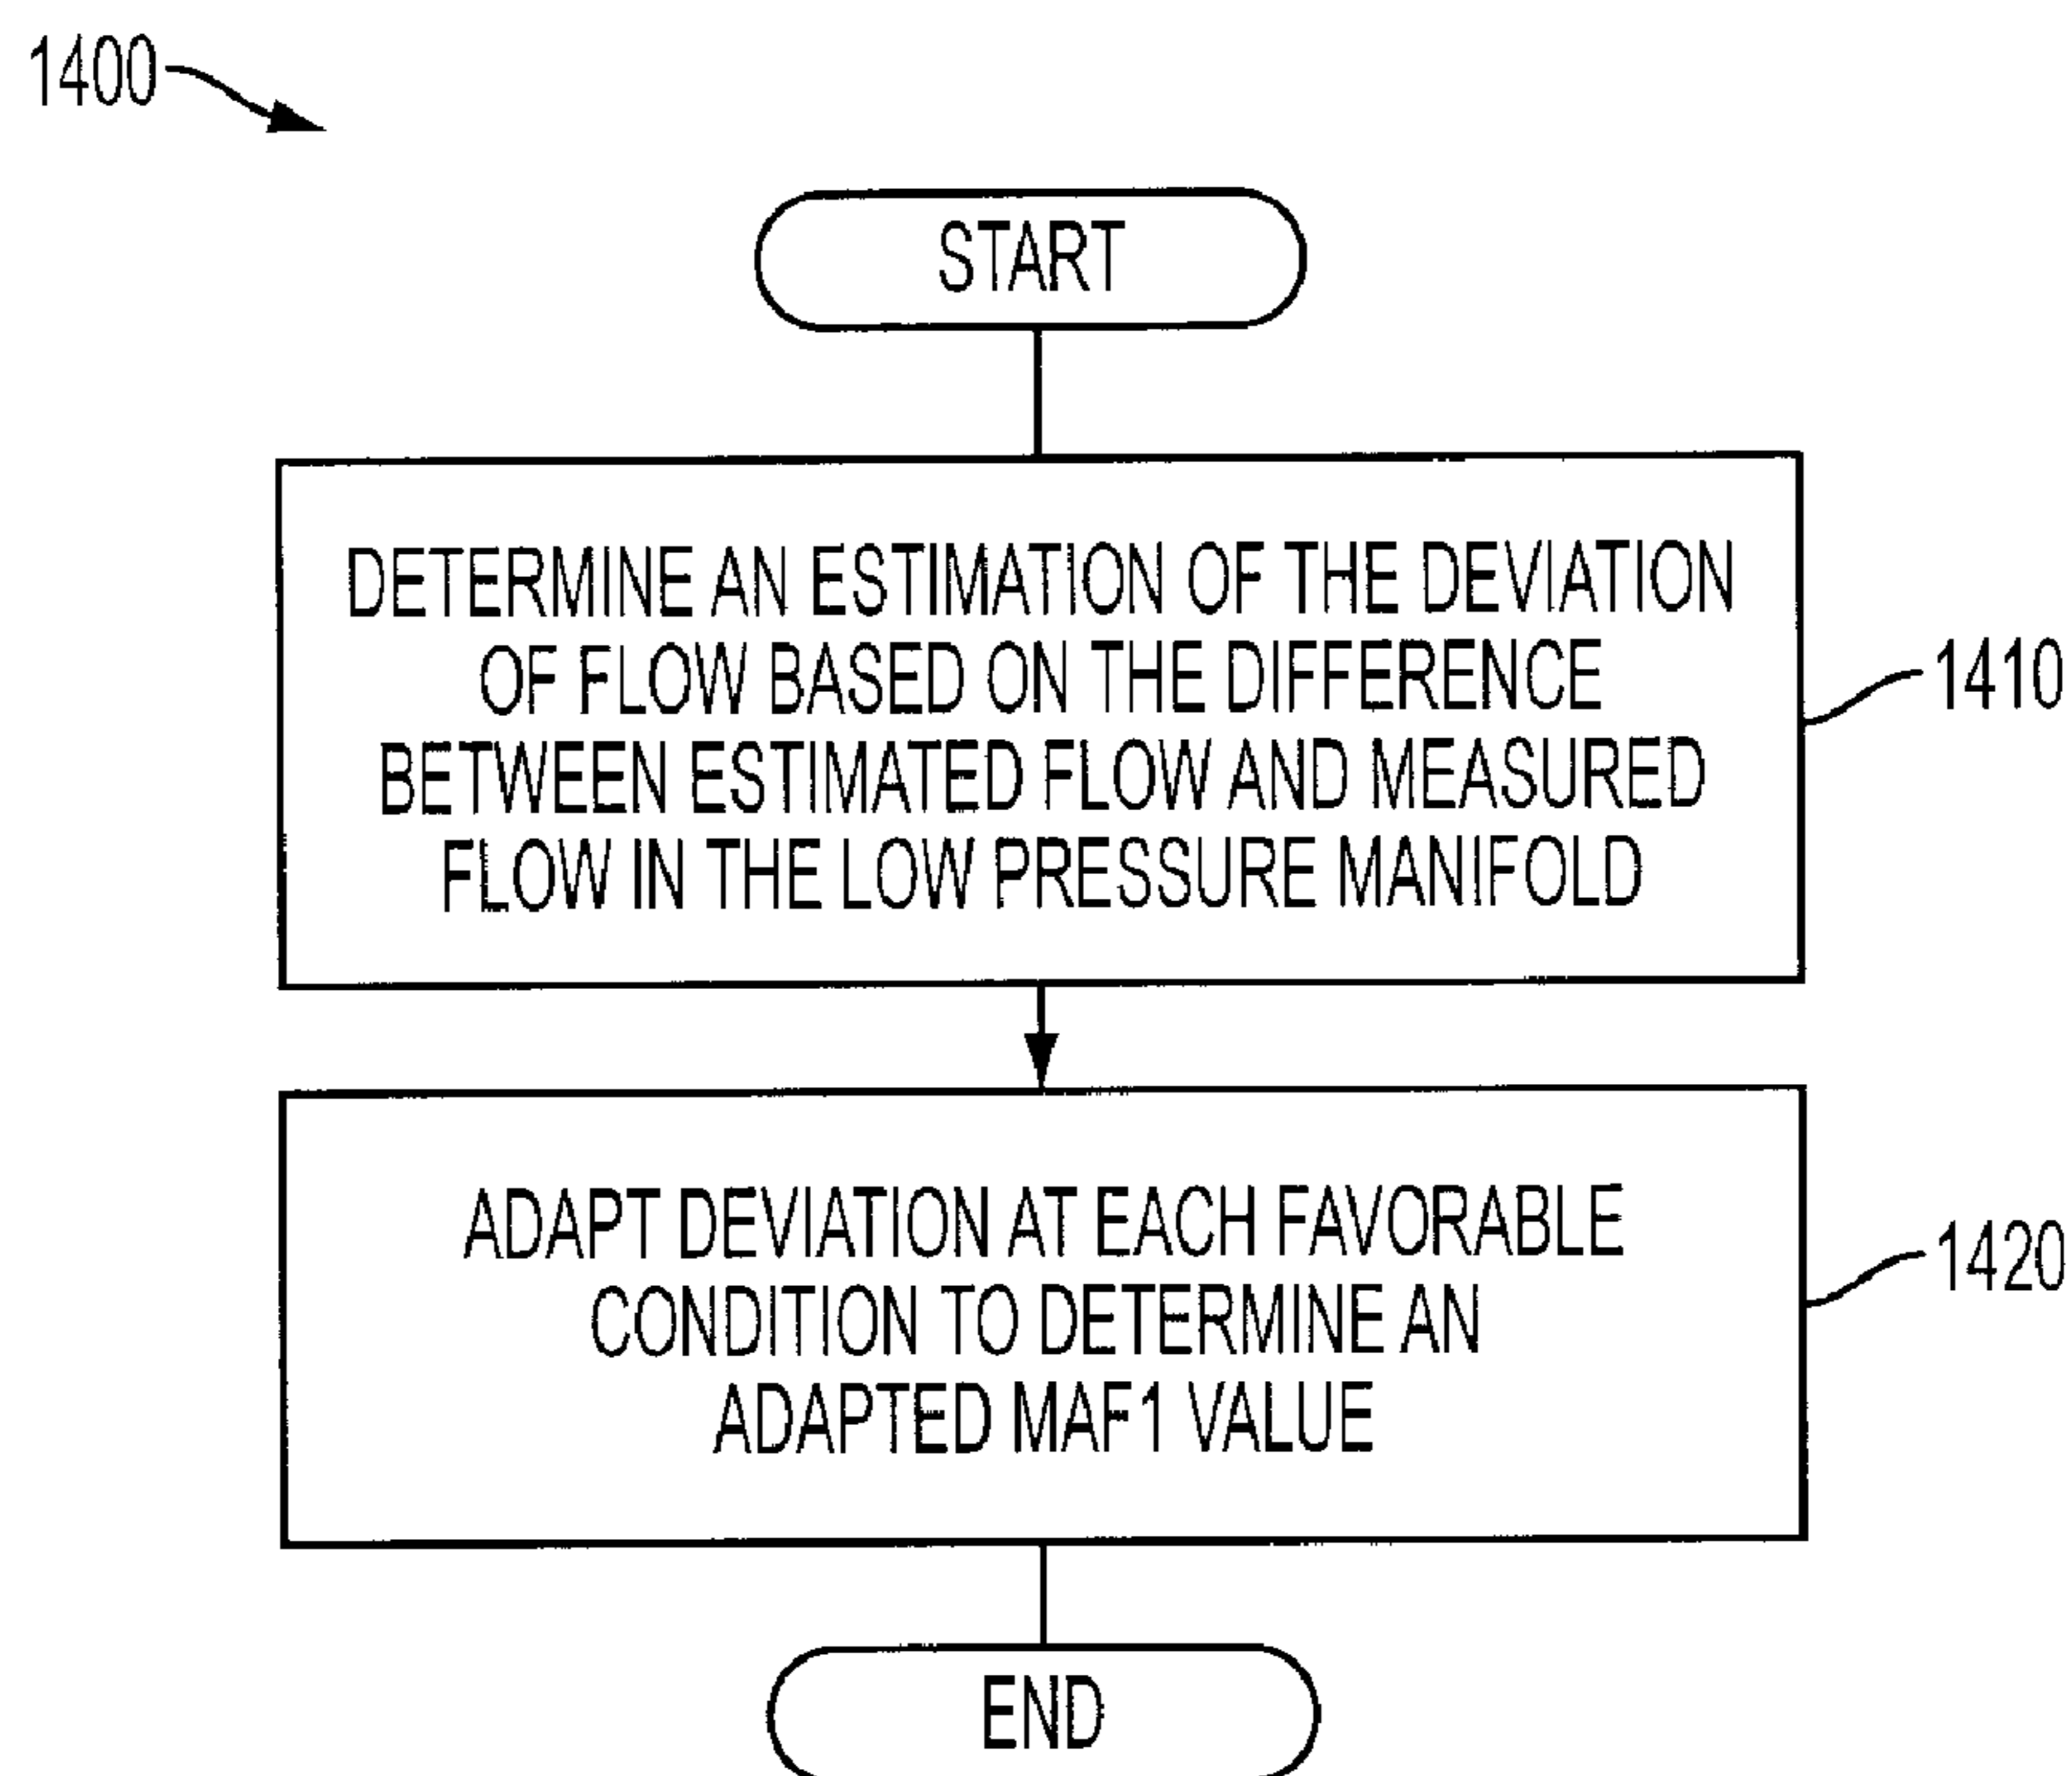 1400
START
DETERMINE AN ESTIMATION OF THE DEVIATION
OF FLOW BASED ON THE DIFFERENCE
BETWEEN ESTIMATED FLOW AND MEASURED
FLOW IN THE LOW PRESSURE MANIFOLD
1410
ADAPT DEVIATION AT EACH FAVORABLE
CONDITION TO DETERMINE AN
ADAPTED MAF1 VALUE
1420
END